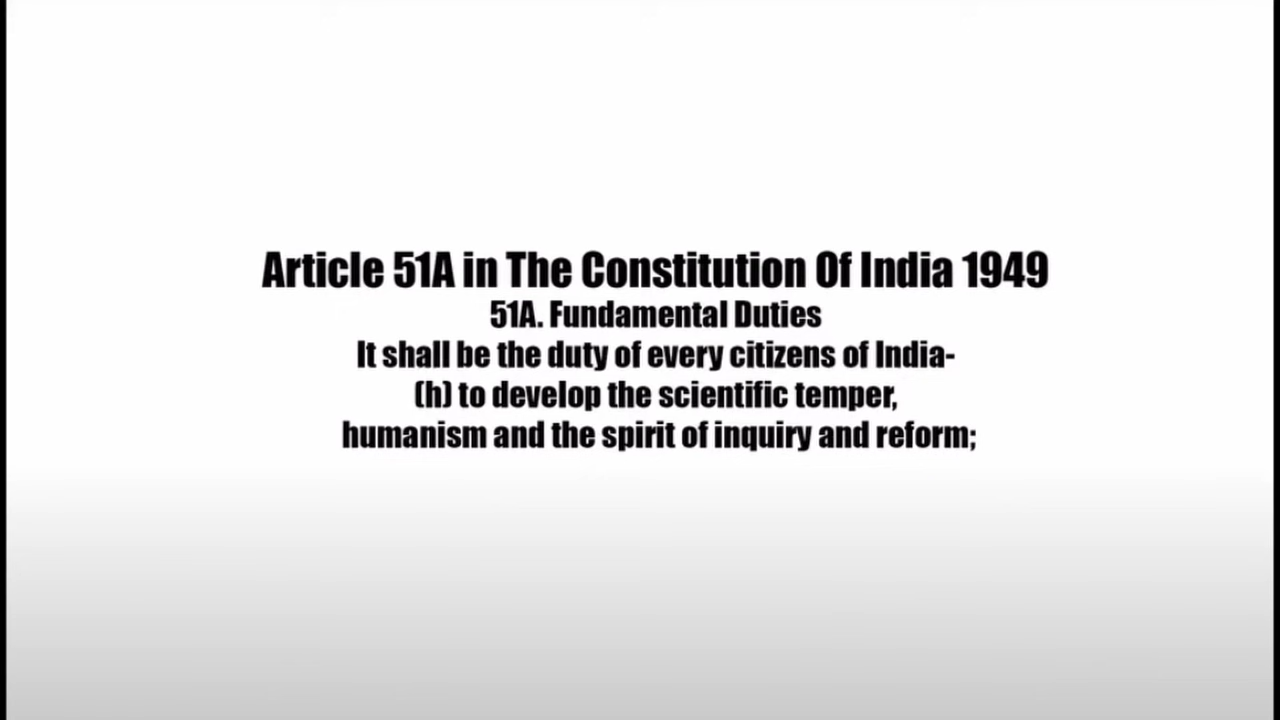 Article 51A in The Constitution Of India 1949
51A. Fundamental Duties
It shall be the duty of every citizens of India-
(h) to develop the scientific temper,
humanism and the spirit of inquiry and reform;